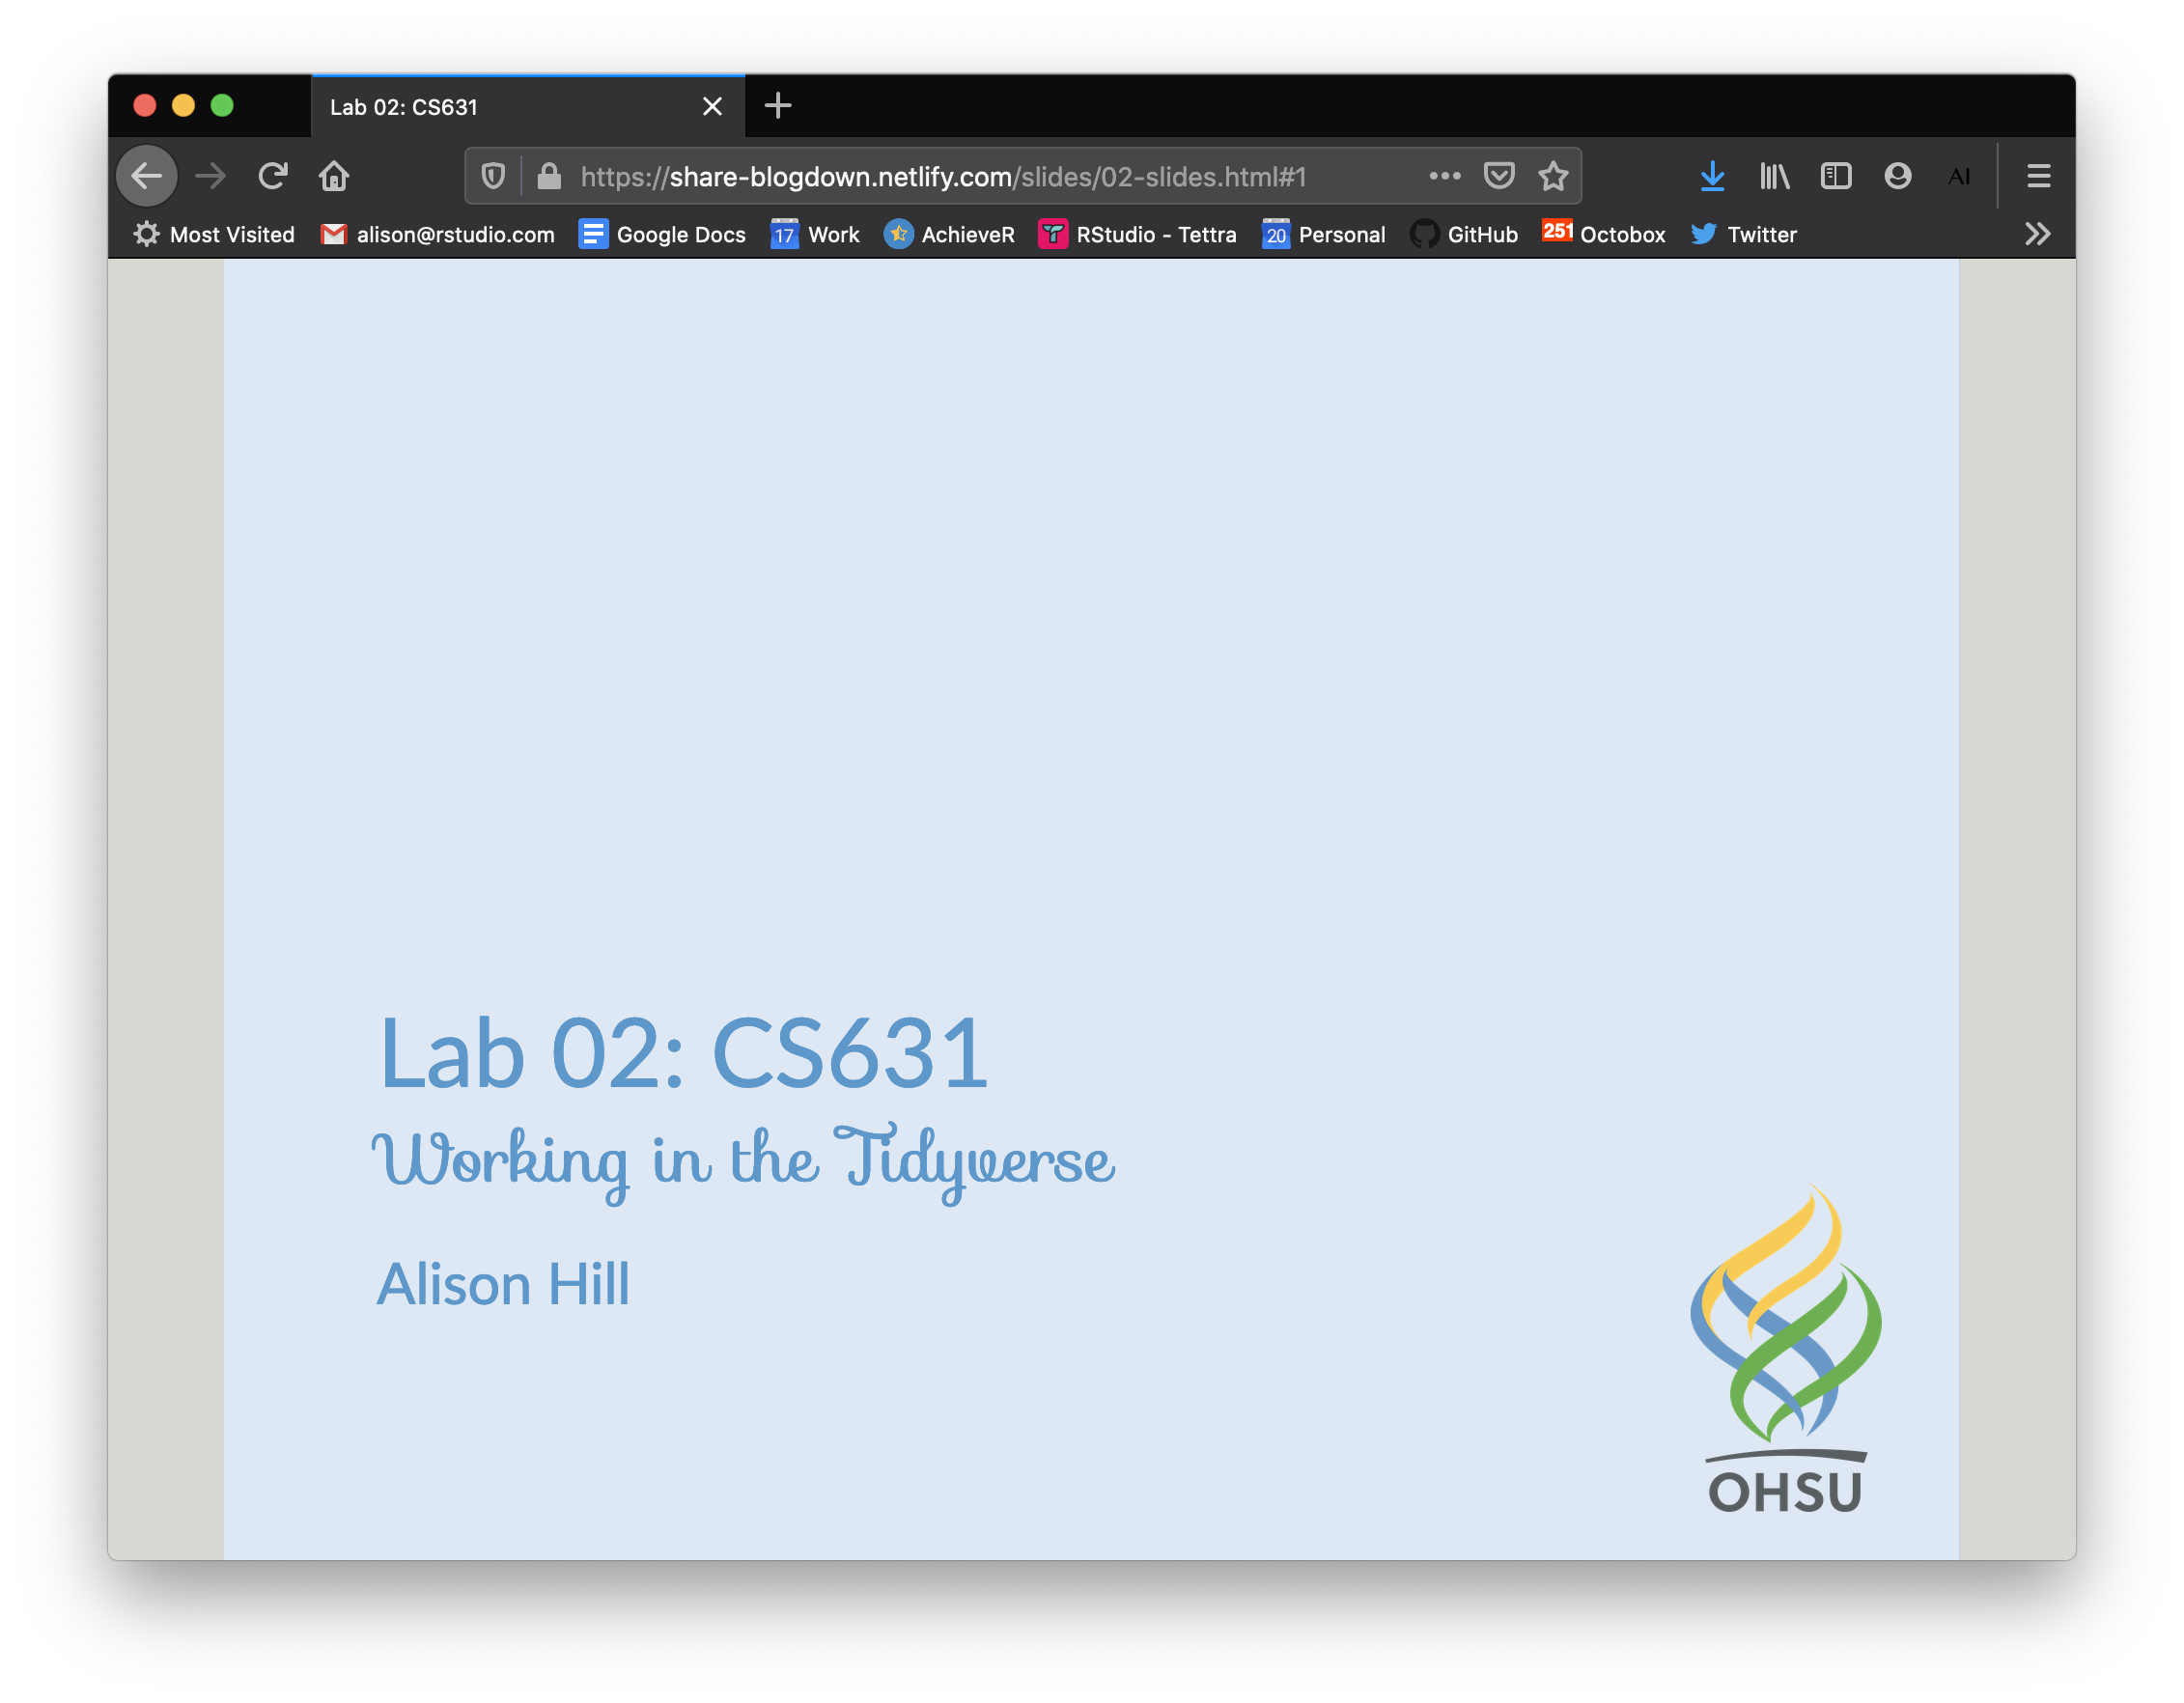 Lab 02: CS631
https://share-blogdown.netlify.com/slides/02-slides.html#1
AI
Most Visited alison@rstudio.com Google Docs 17 Work AchieveR RStudio - Tettra 20 Personal GitHub 251 Octobox Twitter
Lab 02: CS631
Working in the Tidyverse
Alison Hill
OHSU